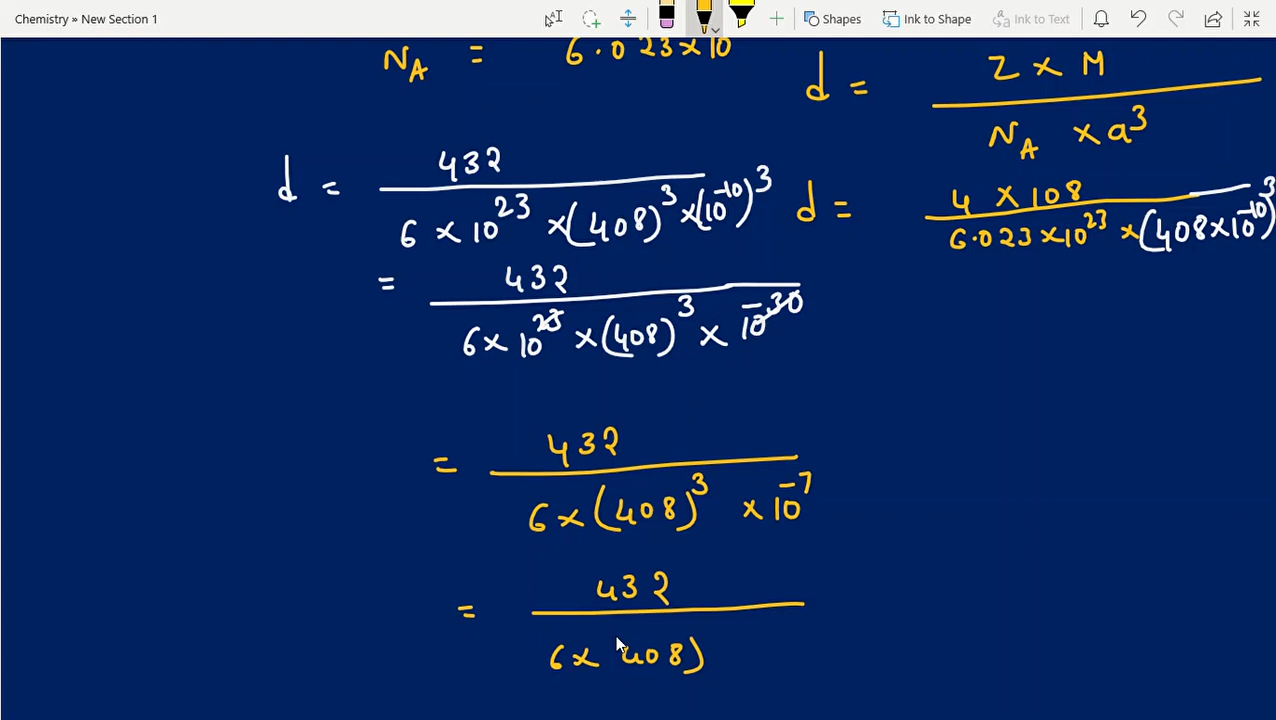 Chemistry » New Section 1
Shapes
Ink to Shape
Ink to Text
N_A = 6.023×10
d = Z × M / N_A × a³
d = 432 / 6 × 10²³ × (408)³ × (10⁻¹⁰)³
d = 4 × 108 / 6.023×10²³ × (408×10⁻¹⁰)³
= 432 / 6× 10²³ ×(408)³ × 10⁻³⁰
= 432 / 6× (408)³ ×10⁻⁷
= 432 / 6× 408)